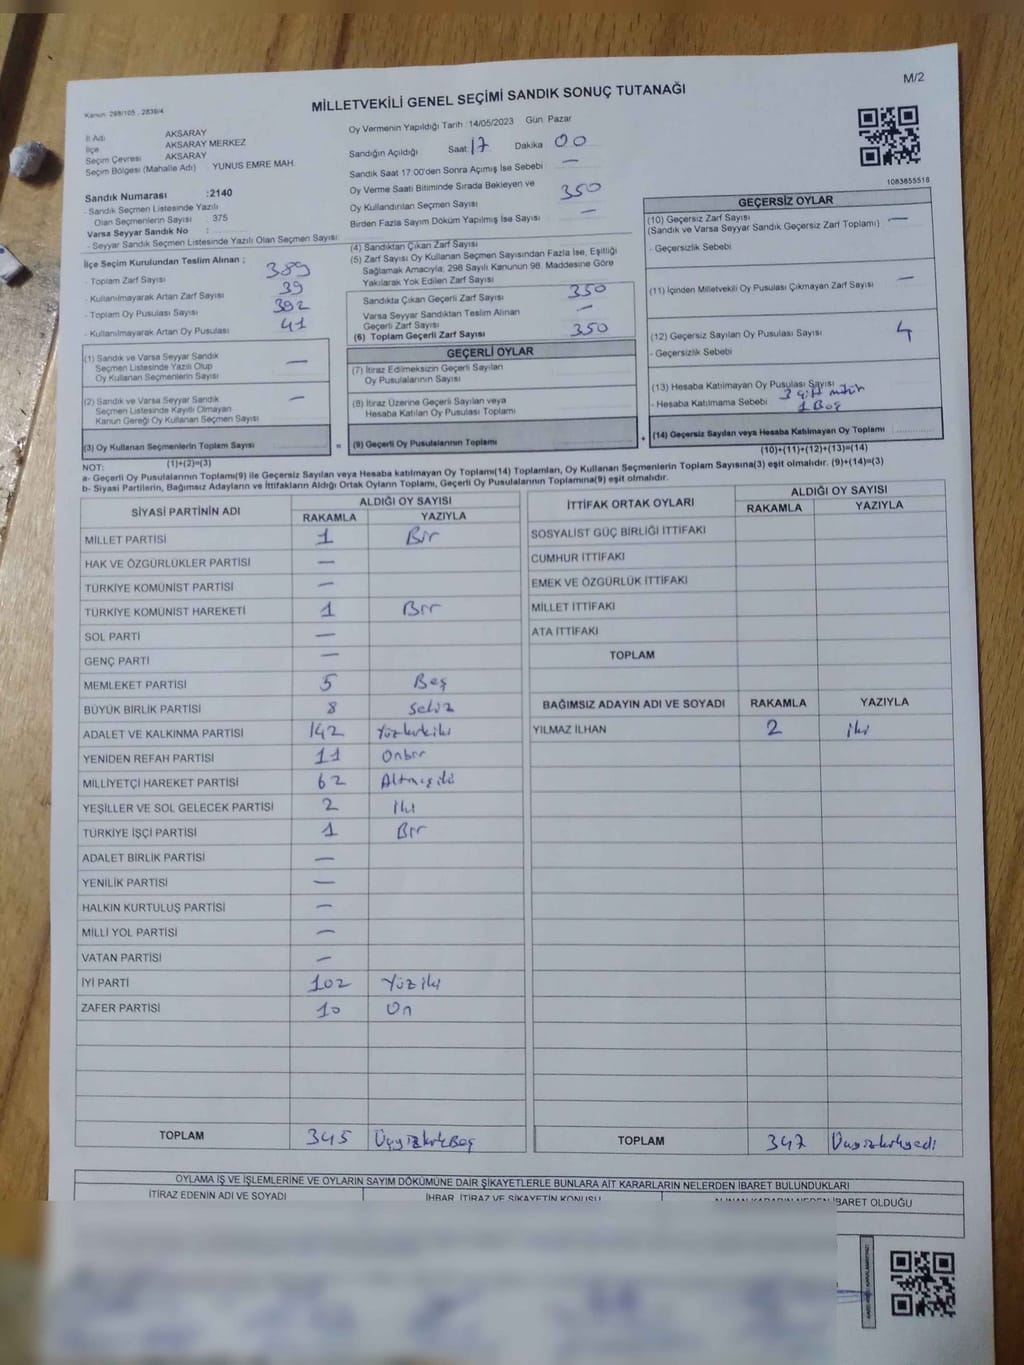 Kanun: 298/105 , 2839/4
MİLLETVEKİLİ GENEL SEÇİMİ SANDIK SONUÇ TUTANAĞI
M/2
İl Adı AKSARAY
İlçe AKSARAY MERKEZ
Seçim Çevresi AKSARAY
Seçim Bölgesi (Mahalle Adı) YUNUS EMRE MAH.
Sandık Numarası :2140
- Sandık Seçmen Listesinde Yazılı
Olan Seçmenlerin Sayısı : 375
Varsa Seyyar Sandık No :
- Seyyar Sandık Seçmen Listesinde Yazılı Olan Seçmen Sayısı:
İlçe Seçim Kurulundan Teslim Alınan ;
- Toplam Zarf Sayısı 389
- Kullanılmayarak Artan Zarf Sayısı 39
- Toplam Oy Pusulası Sayısı 392
- Kullanılmayarak Artan Oy Pusulası 41
(1) Sandık ve Varsa Seyyar Sandık
Seçmen Listesinde Yazılı Olup
Oy Kullanan Seçmenlerin Sayısı —
(2) Sandık ve Varsa Seyyar Sandık
Seçmen Listesinde Kayıtlı Olmayan
Kanun Gereği Oy Kullanan Seçmen Sayısı —
(3) Oy Kullanan Seçmenlerin Toplam Sayısı
(1)+(2)=(3)
Oy Vermenin Yapıldığı Tarih :14/05/2023 Gün: Pazar
Sandığın Açıldığı Saat: 17 Dakika 00
Sandık Saat 17:00'den Sonra Açımış İse Sebebi —
Oy Verme Saati Bitiminde Sırada Bekleyen ve
Oy Kullandırılan Seçmen Sayısı 350
Birden Fazla Sayım Döküm Yapılmış İse Sayısı —
(4) Sandıktan Çıkan Zarf Sayısı
(5) Zarf Sayısı Oy Kullanan Seçmen Sayısından Fazla İse, Eşitliği
Sağlamak Amacıyla; 298 Sayılı Kanunun 98. Maddesine Göre
Yakılarak Yok Edilen Zarf Sayısı
Sandıkta Çıkan Geçerli Zarf Sayısı 350
Varsa Seyyar Sandıktan Teslim Alınan
Geçerli Zarf Sayısı —
(6) Toplam Geçerli Zarf Sayısı 350
GEÇERLİ OYLAR
(7) İtiraz Edilmeksizin Geçerli Sayılan
Oy Pusulalarının Sayısı
(8) İtiraz Üzerine Geçerli Sayılan veya
Hesaba Katılan Oy Pusulası Toplamı
= (9) Geçerli Oy Pusulalarının Toplamı
1083655516
GEÇERSİZ OYLAR
(10) Geçersiz Zarf Sayısı —
(Sandık ve Varsa Seyyar Sandık Geçersiz Zarf Toplamı)
- Geçersizlik Sebebi
(11) İçinden Milletvekili Oy Pusulası Çıkmayan Zarf Sayısı —
(12) Geçersiz Sayılan Oy Pusulası Sayısı 4
- Geçersizlik Sebebi
(13) Hesaba Katılmayan Oy Pusulası Sayısı
- Hesaba Katılmama Sebebi 3 çift mühür
1 Boş
+ (14) Geçersiz Sayılan veya Hesaba Katılmayan Oy Toplamı
(10)+(11)+(12)+(13)=(14)
NOT:
a- Geçerli Oy Pusulalarının Toplamı(9) ile Geçersiz Sayılan veya Hesaba katılmayan Oy Toplamı(14) Toplamları, Oy Kullanan Seçmenlerin Toplam Sayısına(3) eşit olmalıdır. (9)+(14)=(3)
b- Siyasi Partilerin, Bağımsız Adayların ve İttifakların Aldığı Ortak Oyların Toplamı, Geçerli Oy Pusulalarının Toplamına(9) eşit olmalıdır.
SİYASİ PARTİNİN ADI ALDIĞI OY SAYISI
RAKAMLA YAZIYLA
MİLLET PARTİSİ 1 Bir
HAK VE ÖZGÜRLÜKLER PARTİSİ —
TÜRKİYE KOMÜNİST PARTİSİ —
TÜRKİYE KOMÜNİST HAREKETİ 1 Bir
SOL PARTİ —
GENÇ PARTİ —
MEMLEKET PARTİSİ 5 Beş
BÜYÜK BİRLİK PARTİSİ 8 Sekiz
ADALET VE KALKINMA PARTİSİ 142 Yüzkırkiki
YENİDEN REFAH PARTİSİ 11 Onbir
MİLLİYETÇİ HAREKET PARTİSİ 62 Altmışiki
YEŞİLLER VE SOL GELECEK PARTİSİ 2 iki
TÜRKİYE İŞÇİ PARTİSİ 1 Bir
ADALET BİRLİK PARTİSİ —
YENİLİK PARTİSİ —
HALKIN KURTULUŞ PARTİSİ —
MİLLİ YOL PARTİSİ —
VATAN PARTİSİ —
İYİ PARTİ 102 Yüz iki
ZAFER PARTİSİ 10 On
TOPLAM 345 ÜçyüzkırkBeş
İTTİFAK ORTAK OYLARI ALDIĞI OY SAYISI
RAKAMLA YAZIYLA
SOSYALİST GÜÇ BİRLİĞİ İTTİFAKI
CUMHUR İTTİFAKI
EMEK VE ÖZGÜRLÜK İTTİFAKI
MİLLET İTTİFAKI
ATA İTTİFAKI
TOPLAM
BAĞIMSIZ ADAYIN ADI VE SOYADI RAKAMLA YAZIYLA
YILMAZ İLHAN 2 iki
TOPLAM 347 Üçyüzkırkyedi
OYLAMA İŞ VE İŞLEMLERİNE VE OYLARIN SAYIM DÖKÜMÜNE DAİR ŞİKAYETLERLE BUNLARA AİT KARARLARIN NELERDEN İBARET BULUNDUKLARI
İTİRAZ EDENİN ADI VE SOYADI İHBAR, İTİRAZ VE ŞİKAYETİN KONUSU ALINAN KARARIN NEDEN İBARET OLDUĞU